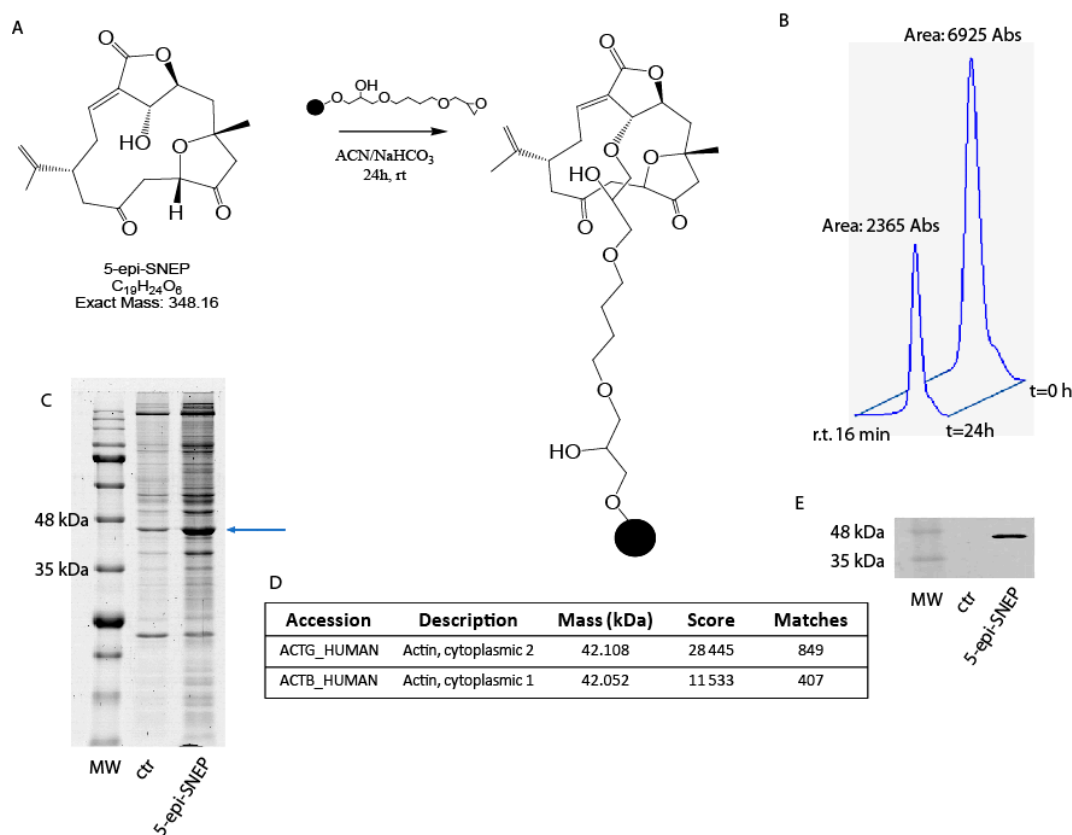 A
O
O
HO
O
O
H
O
5-epi-SNEP
C19H24O6
Exact Mass: 348.16
OH
O
O
O
O
ACN/NaHCO3
24h, rt
O
O
O
O
HO
O
O
O
O
HO
O
B
Area: 6925 Abs
Area: 2365 Abs
t=0 h
r.t. 16 min
t=24h
C
48 kDa
35 kDa
MW
ctr
5-epi-SNEP
D
Accession Description Mass (kDa) Score Matches
ACTG_HUMAN Actin, cytoplasmic 2 42.108 28 445 849
ACTB_HUMAN Actin, cytoplasmic 1 42.052 11 533 407
E
48 kDa
35 kDa
MW
ctr
5-epi-SNEP